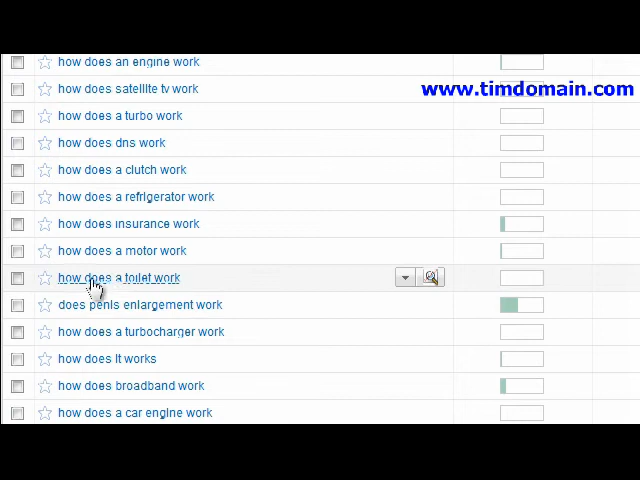 how does an engine work
www.timdomain.com
how does satellite tv work
how does a turbo work
how does dns work
how does a clutch work
how does a refrigerator work
how does insurance work
how does a motor work
how does a toilet work
does penis enlargement work
how does a turbocharger work
how does it works
how does broadband work
how does a car engine work